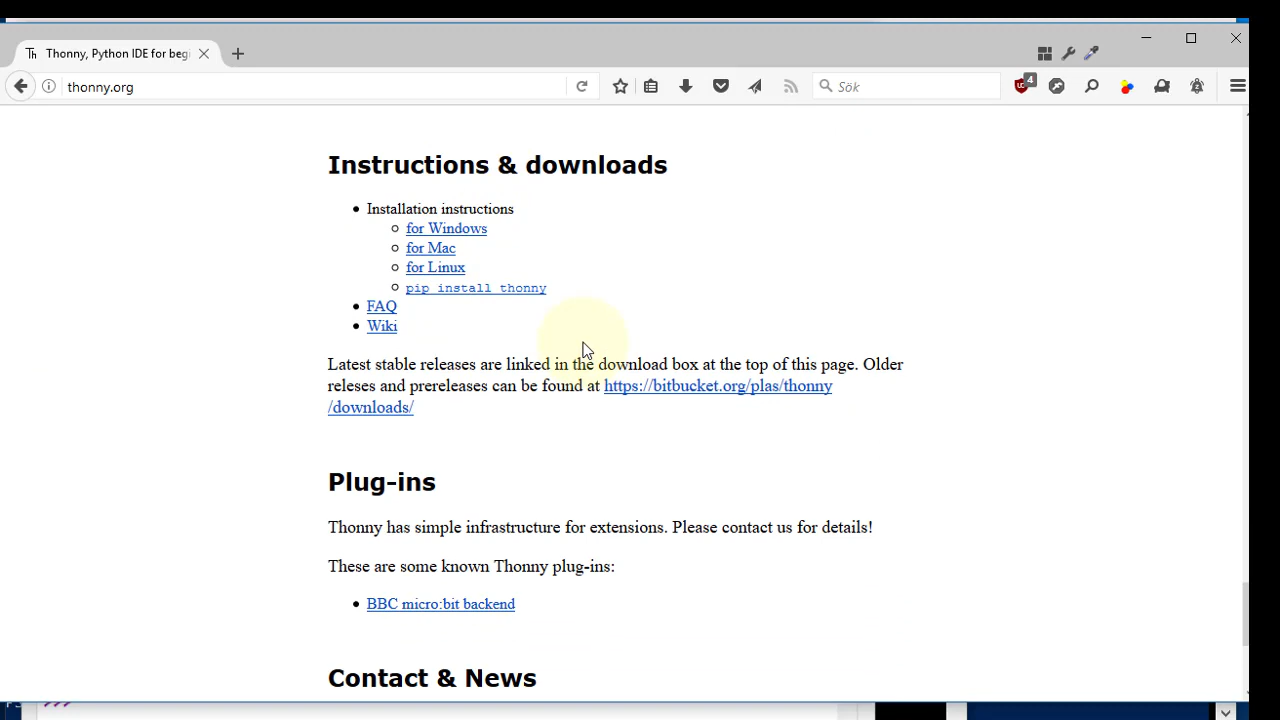 Thonny, Python IDE for beg
thonny.org
Sök
4
Instructions & downloads
Installation instructions
for Windows
for Mac
for Linux
pip install thonny
FAQ
Wiki
Latest stable releases are linked in the download box at the top of this page. Older
releses and prereleases can be found at https://bitbucket.org/plas/thonny
/downloads/
Plug-ins
Thonny has simple infrastructure for extensions. Please contact us for details!
These are some known Thonny plug-ins:
BBC micro:bit backend
Contact & News
>>>